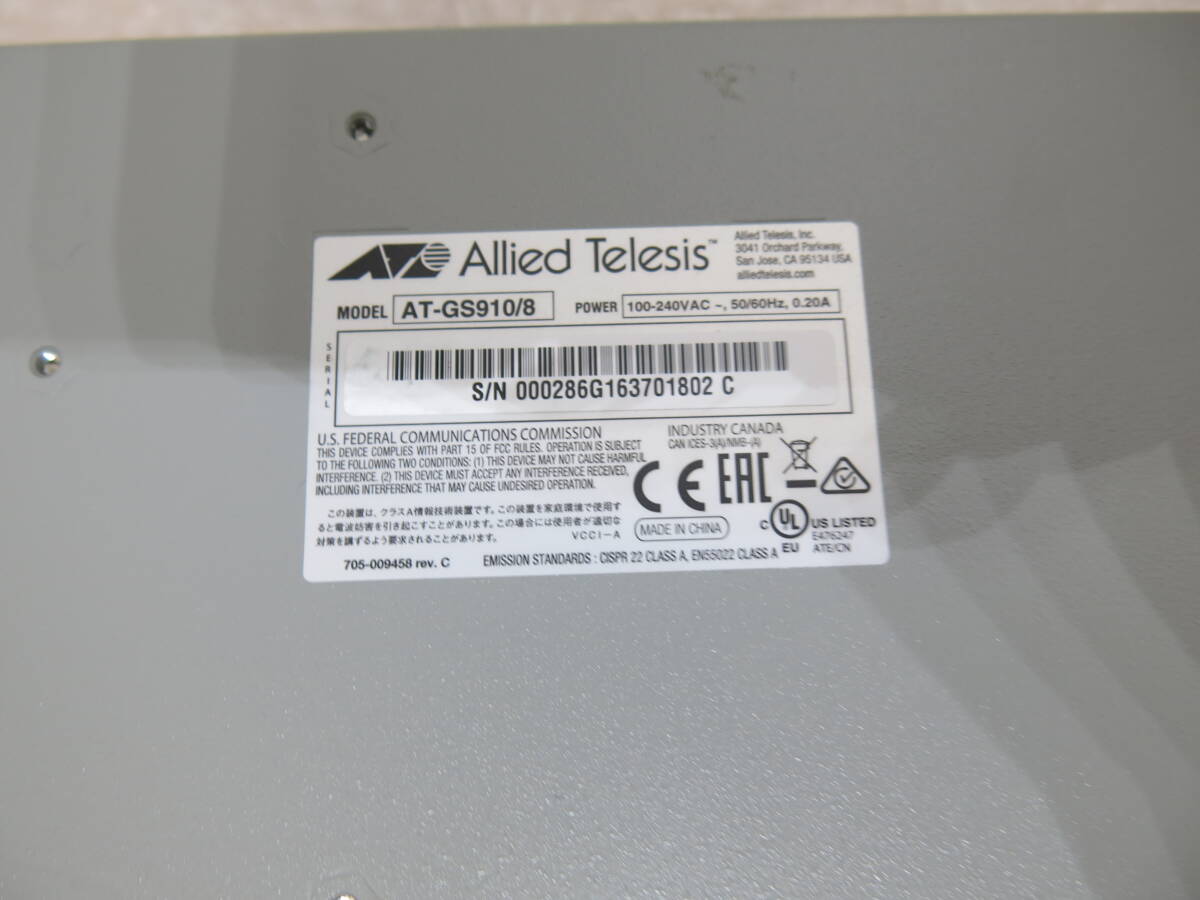 Allied Telesis™
Allied Telesis, Inc.
3041 Orchard Parkway,
San Jose, CA 95134 USA
alliedtelesis.com
MODEL AT-GS910/8
POWER 100-240VAC ~, 50/60Hz, 0.20A
SERIAL
S/N 000286G163701802 C
U.S. FEDERAL COMMUNICATIONS COMMISSION
THIS DEVICE COMPLIES WITH PART 15 OF FCC RULES. OPERATION IS SUBJECT
TO THE FOLLOWING TWO CONDITIONS: (1) THIS DEVICE MAY NOT CAUSE HARMFUL
INTERFERENCE. (2) THIS DEVICE MUST ACCEPT ANY INTERFERENCE RECEIVED,
INCLUDING INTERFERENCE THAT MAY CAUSE UNDESIRED OPERATION.
INDUSTRY CANADA
CAN ICES-3(A)/NMB-(A)
CE EAC
この装置は、クラスA情報技術装置です。この装置を家庭環境で使用す
ると電波妨害を引き起こすことがあります。この場合には使用者が適切な
対策を講ずるよう要求されることがあります。 VCCI-A
MADE IN CHINA
C UL US LISTED
EU
E476247
ATE/CN
705-009458 rev. C
EMISSION STANDARDS : CISPR 22 CLASS A, EN55022 CLASS A